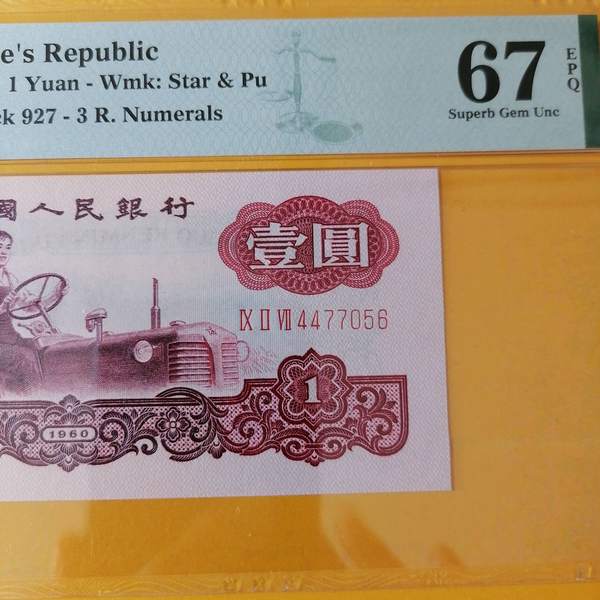 e's Republic
1 Yuan - Wmk: Star & Pu
ck 927 - 3 R. Numerals
67
EPQ
Superb Gem Unc
國人民銀行
壹圓
IX II VII 4477056
1
1960